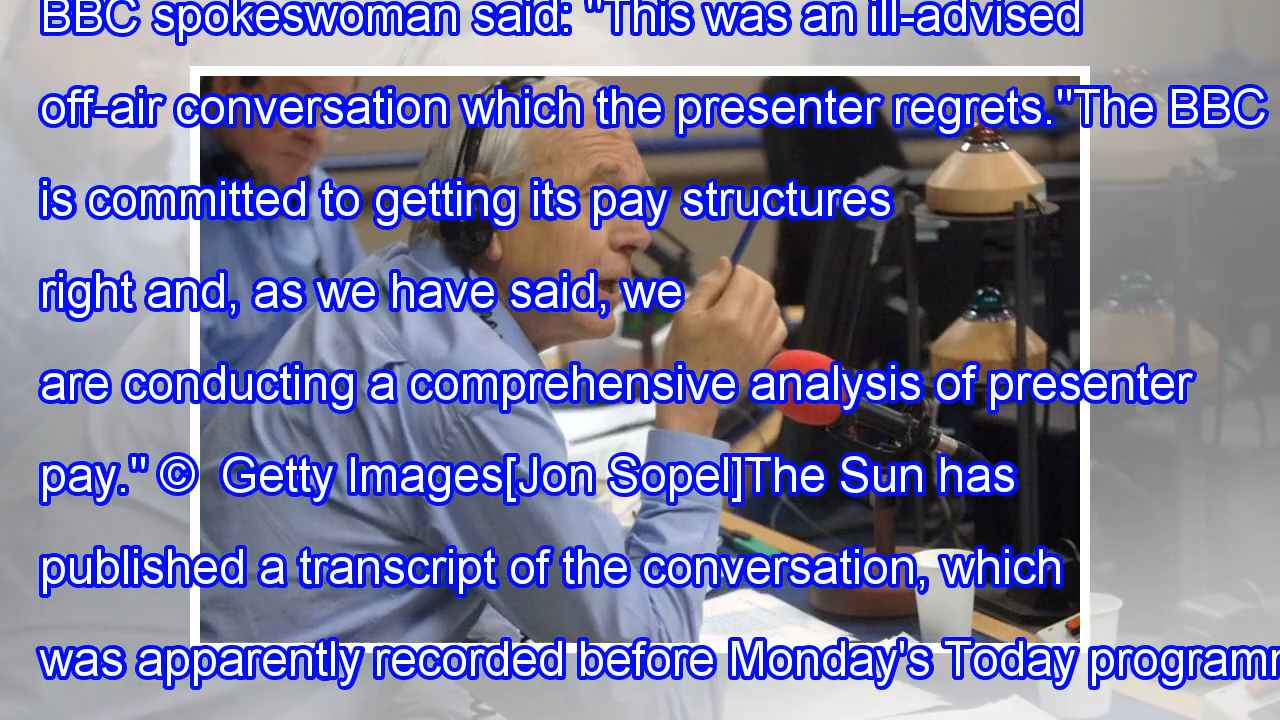 BBC spokeswoman said: "This was an ill-advised
off-air conversation which the presenter regrets."The BBC
is committed to getting its pay structures
right and, as we have said, we
are conducting a comprehensive analysis of presenter
pay." © Getty Images[Jon Sopel]The Sun has
published a transcript of the conversation, which
was apparently recorded before Monday's Today